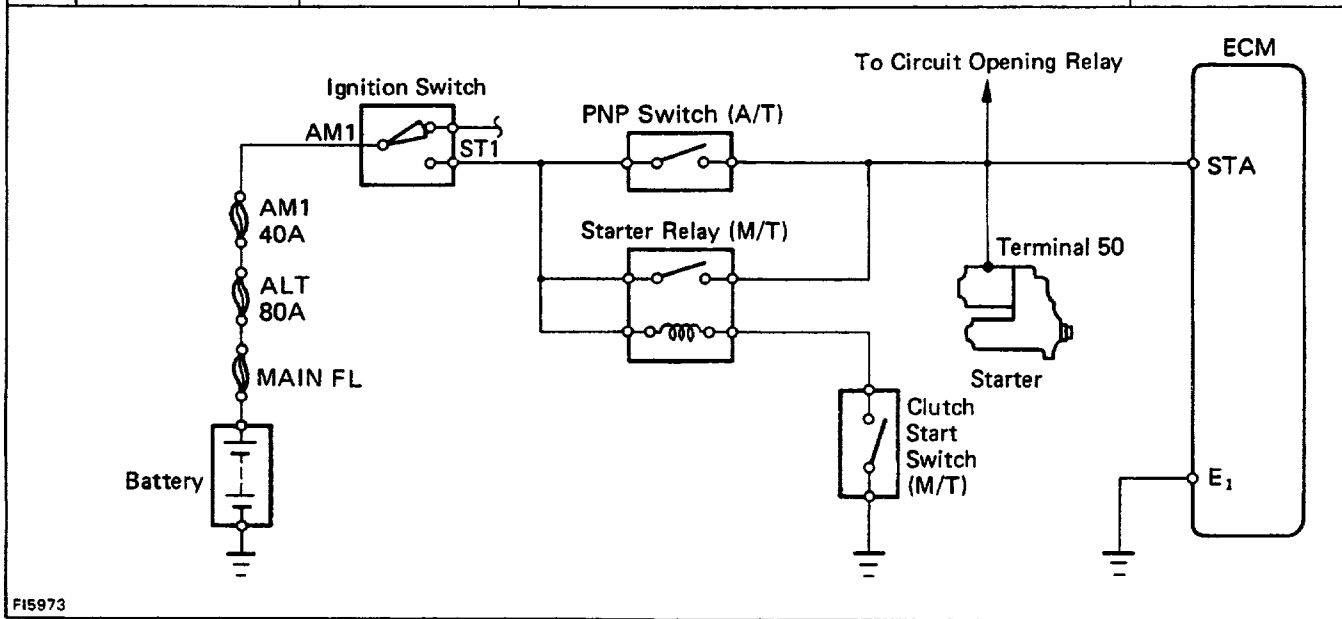 ECM
To Circuit Opening Relay
Ignition Switch
PNP Switch (A/T)
AM1
ST1
STA
AM1
40A
Starter Relay (M/T)
Terminal 50
ALT
80A
MAIN FL
Starter
Clutch
Start
Switch
(M/T)
Battery
E₁
FI5973